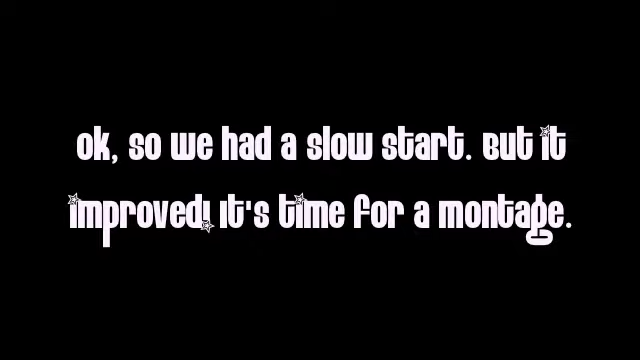 OK, SO WE HAD A SLOW START. BUT IT
IMPROVED! IT'S TIME FOR A MONTAGE.